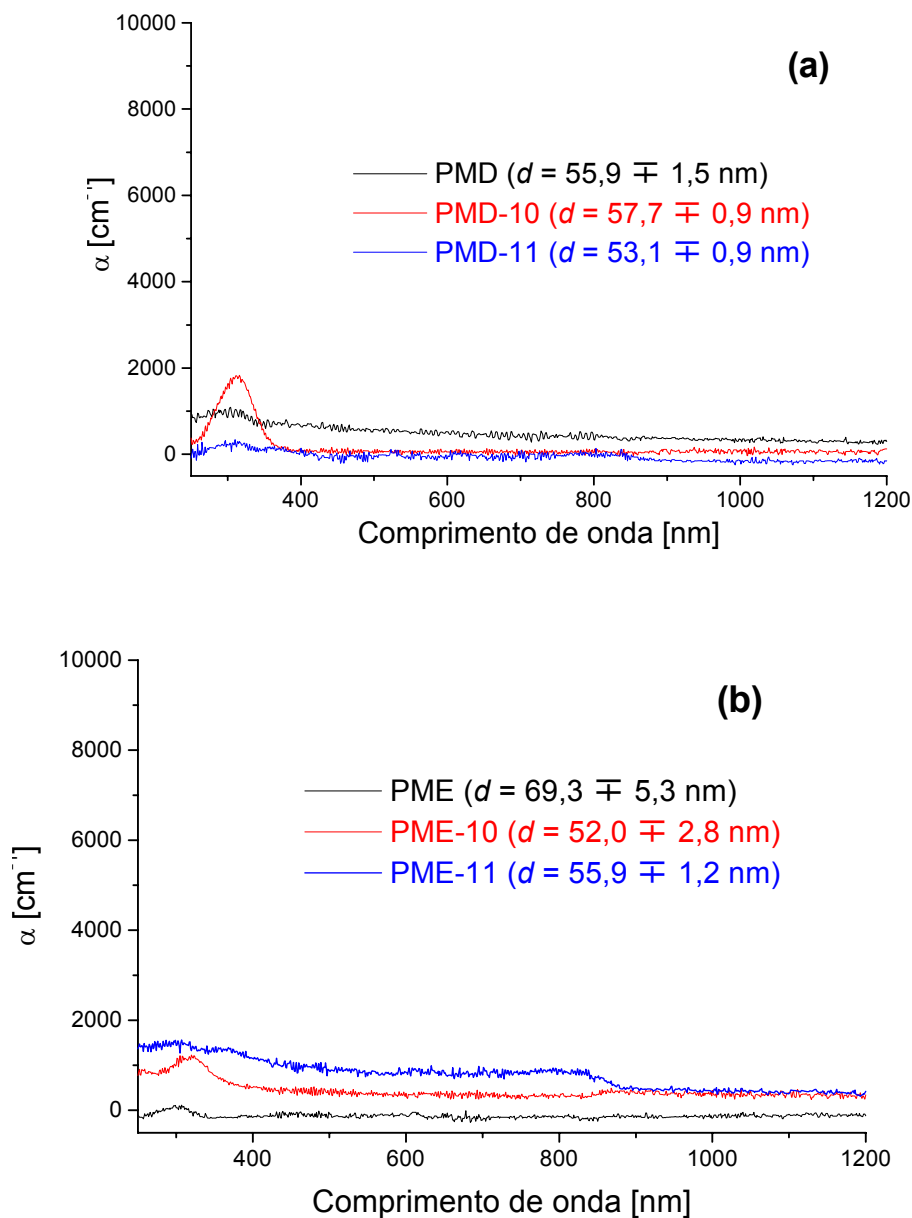 10000
(a)
8000
PMD (d = 55,9 ∓ 1,5 nm)
6000
PMD-10 (d = 57,7 ∓ 0,9 nm)
PMD-11 (d = 53,1 ∓ 0,9 nm)
4000
2000
0
α [cm⁻¹]
400
600
800
1000
1200
Comprimento de onda [nm]
10000
(b)
8000
PME (d = 69,3 ∓ 5,3 nm)
6000
PME-10 (d = 52,0 ∓ 2,8 nm)
PME-11 (d = 55,9 ∓ 1,2 nm)
4000
2000
0
α [cm⁻¹]
400
600
800
1000
1200
Comprimento de onda [nm]